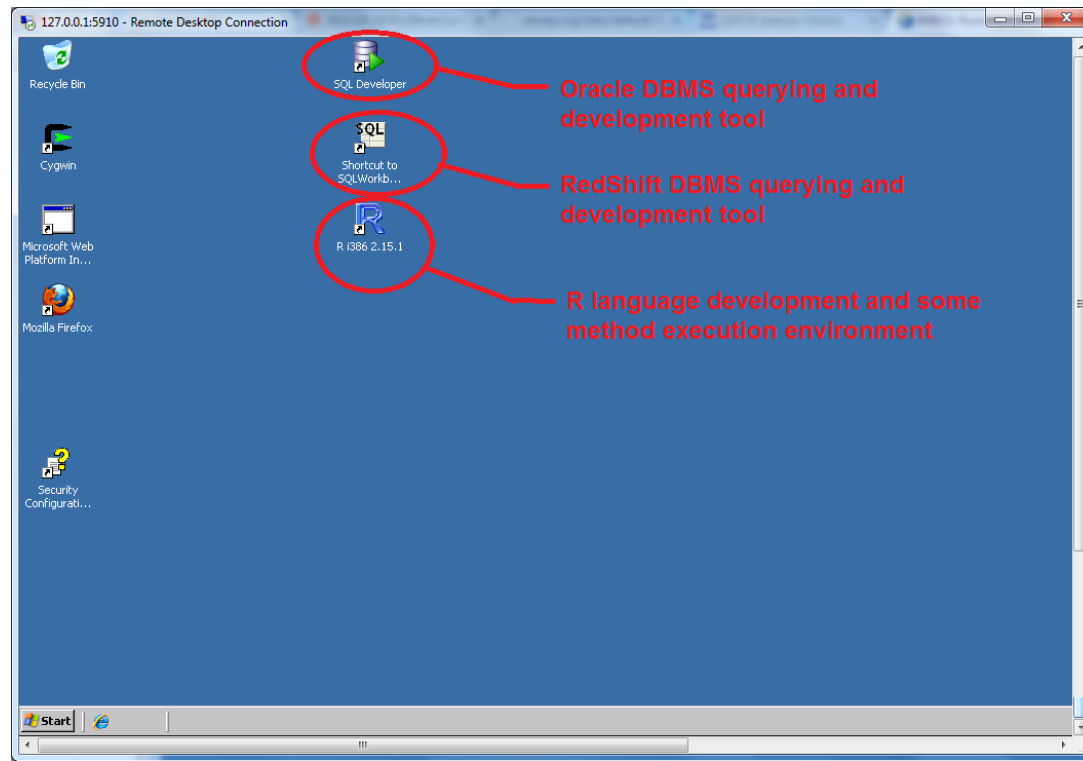 127.0.0.1:5910 - Remote Desktop Connection
Recycle Bin
SQL Developer
Oracle DBMS querying and
development tool
Cygwin
SQL
Shortcut to
SQLWorkb...
RedShift DBMS querying and
development tool
Microsoft Web
Platform In...
R
R i386 2.15.1
Mozilla Firefox
R language development and some
method execution environment
Security
Configurati...
Start